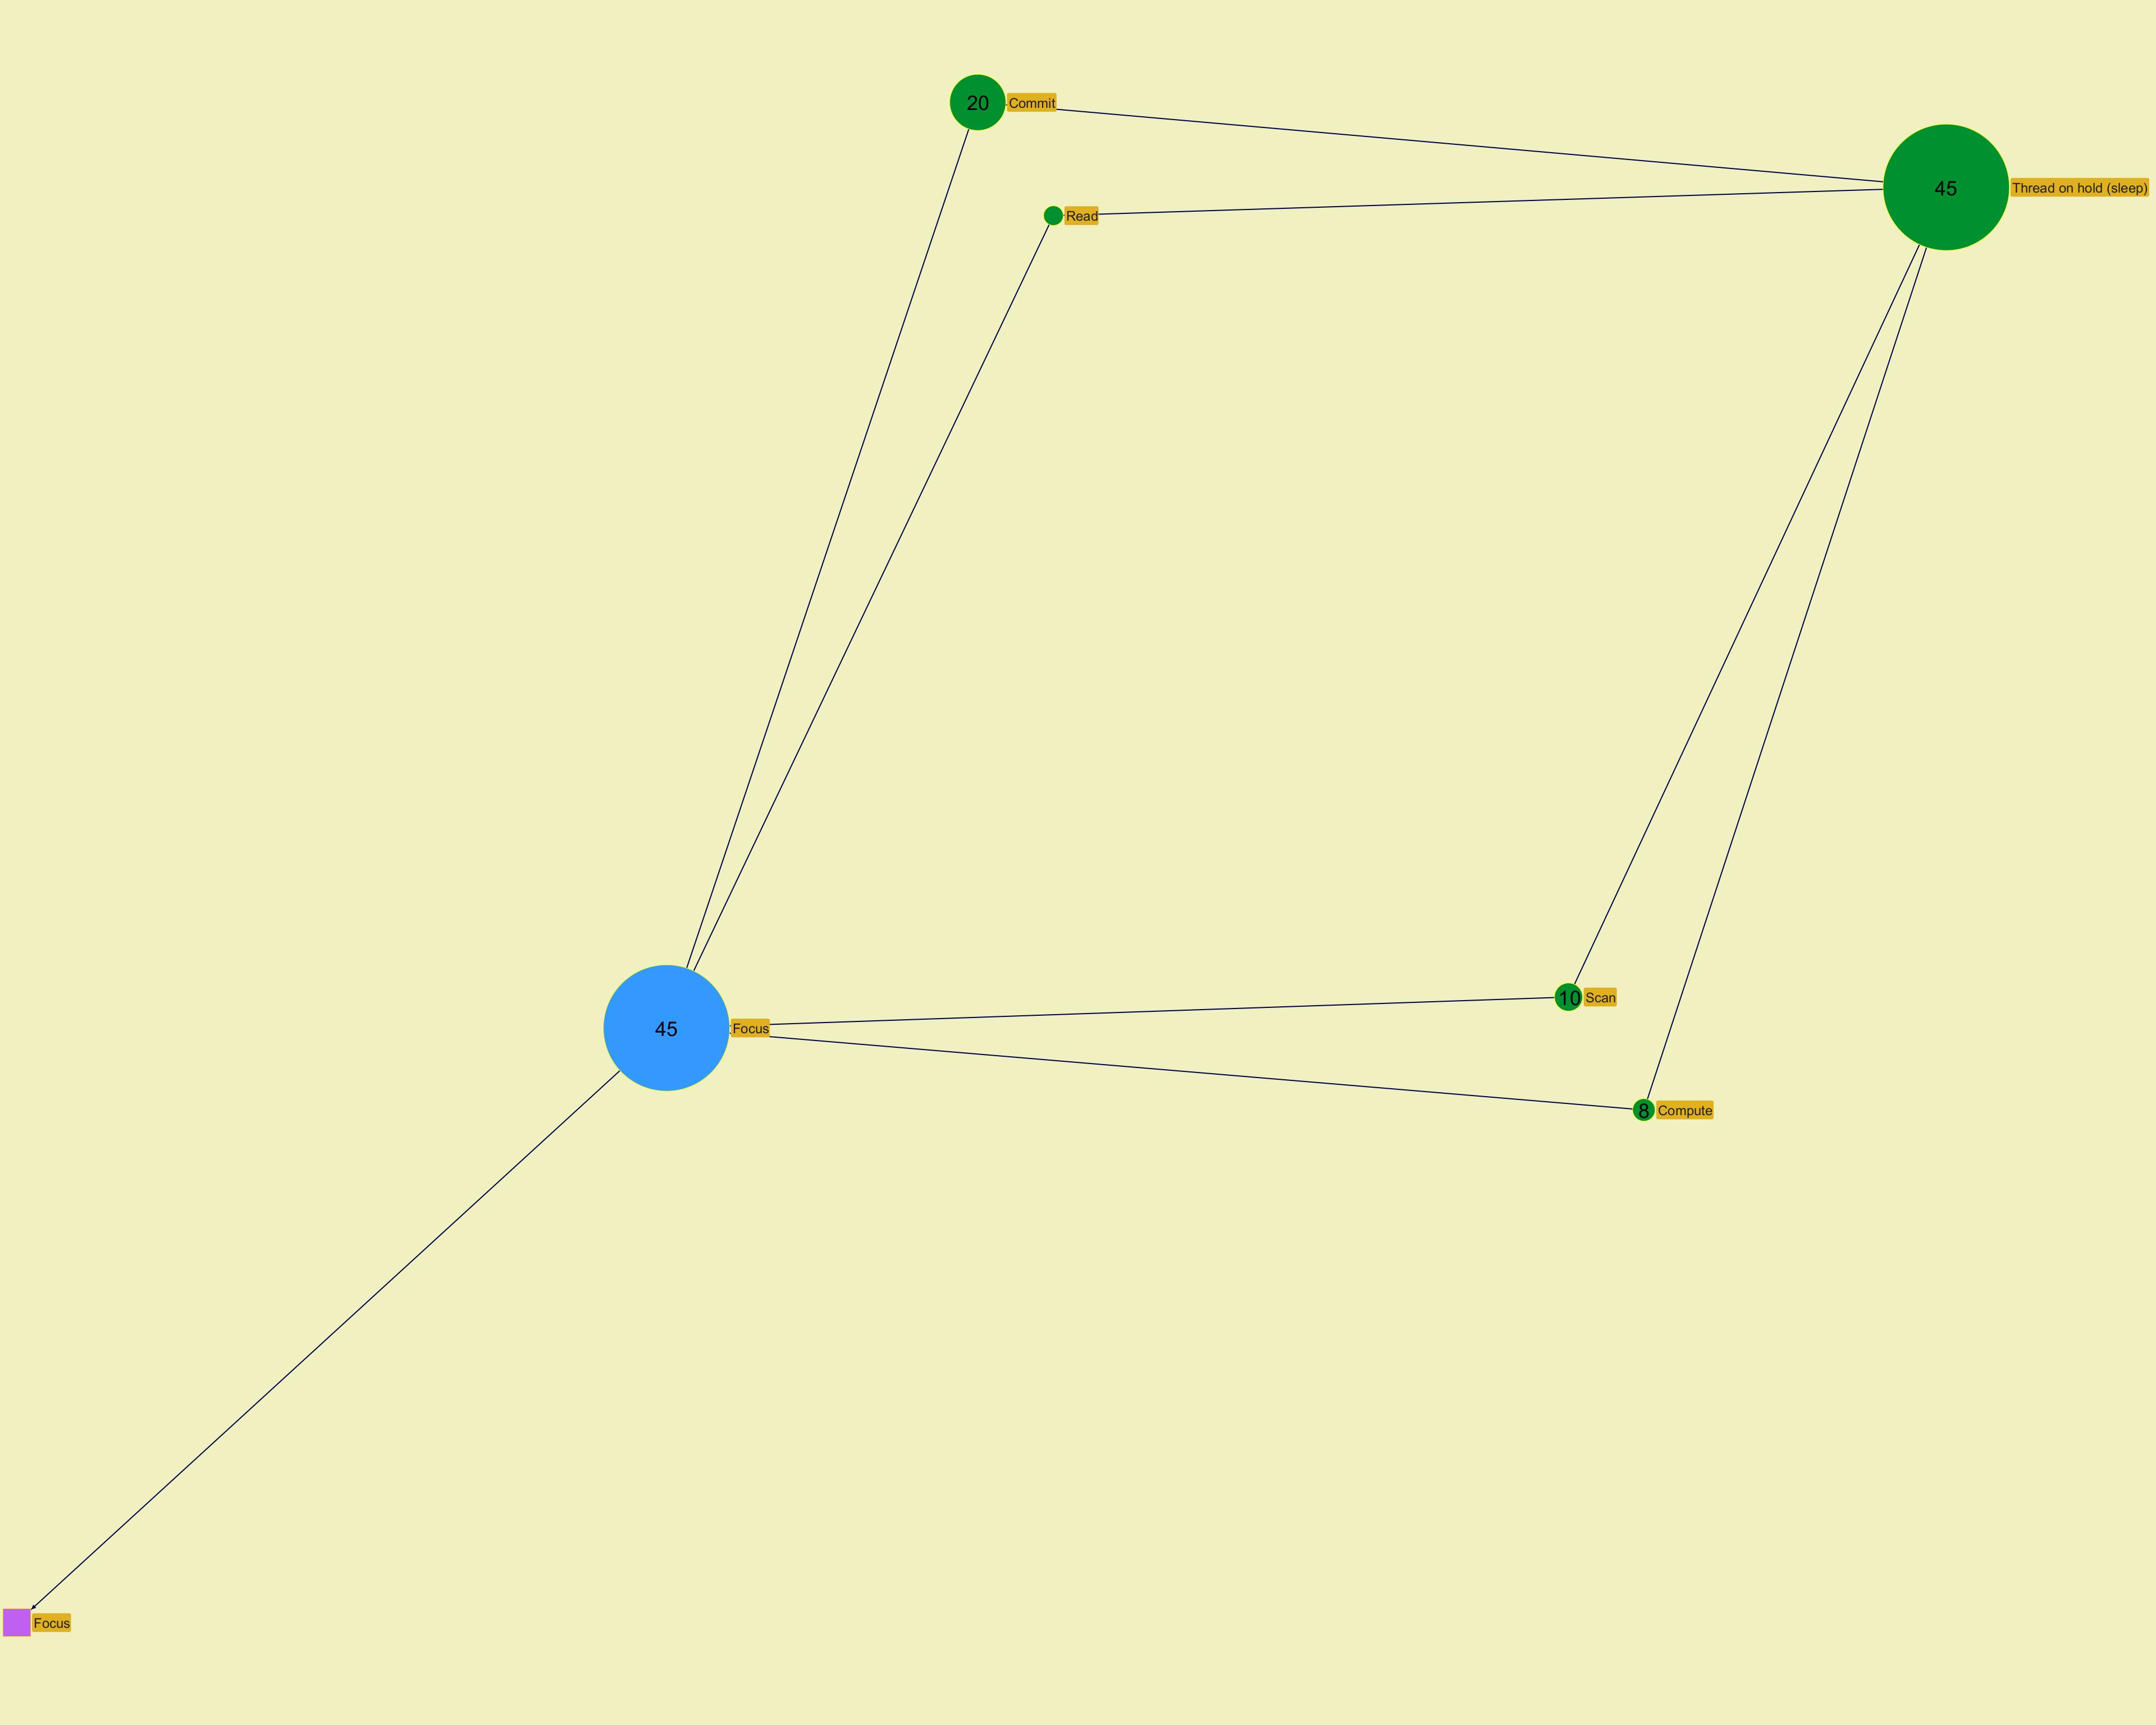 20 Commit
45 Thread on hold (sleep)
Read
10 Scan
45 Focus
8 Compute
Focus